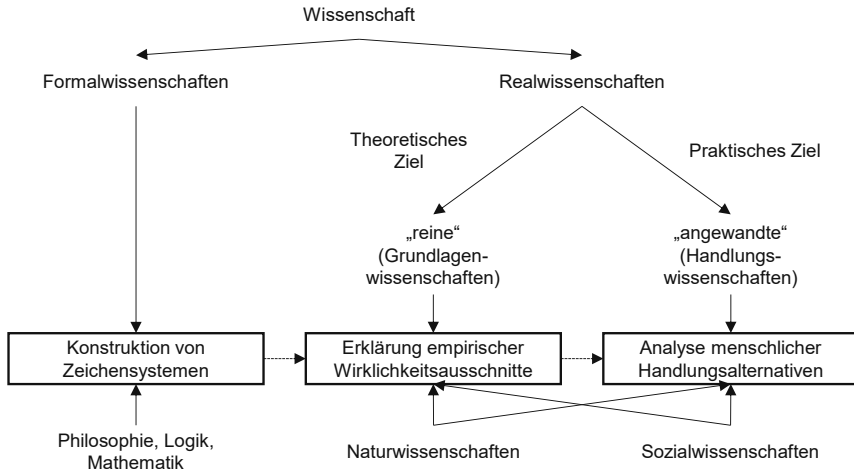 Wissenschaft
Formalwissenschaften
Realwissenschaften
Theoretisches
Ziel
Praktisches Ziel
„reine“
(Grundlagen-
wissenschaften)
„angewandte“
(Handlungs-
wissenschaften)
Konstruktion von
Zeichensystemen
Erklärung empirischer
Wirklichkeitsausschnitte
Analyse menschlicher
Handlungsalternativen
Philosophie, Logik,
Mathematik
Naturwissenschaften
Sozialwissenschaften